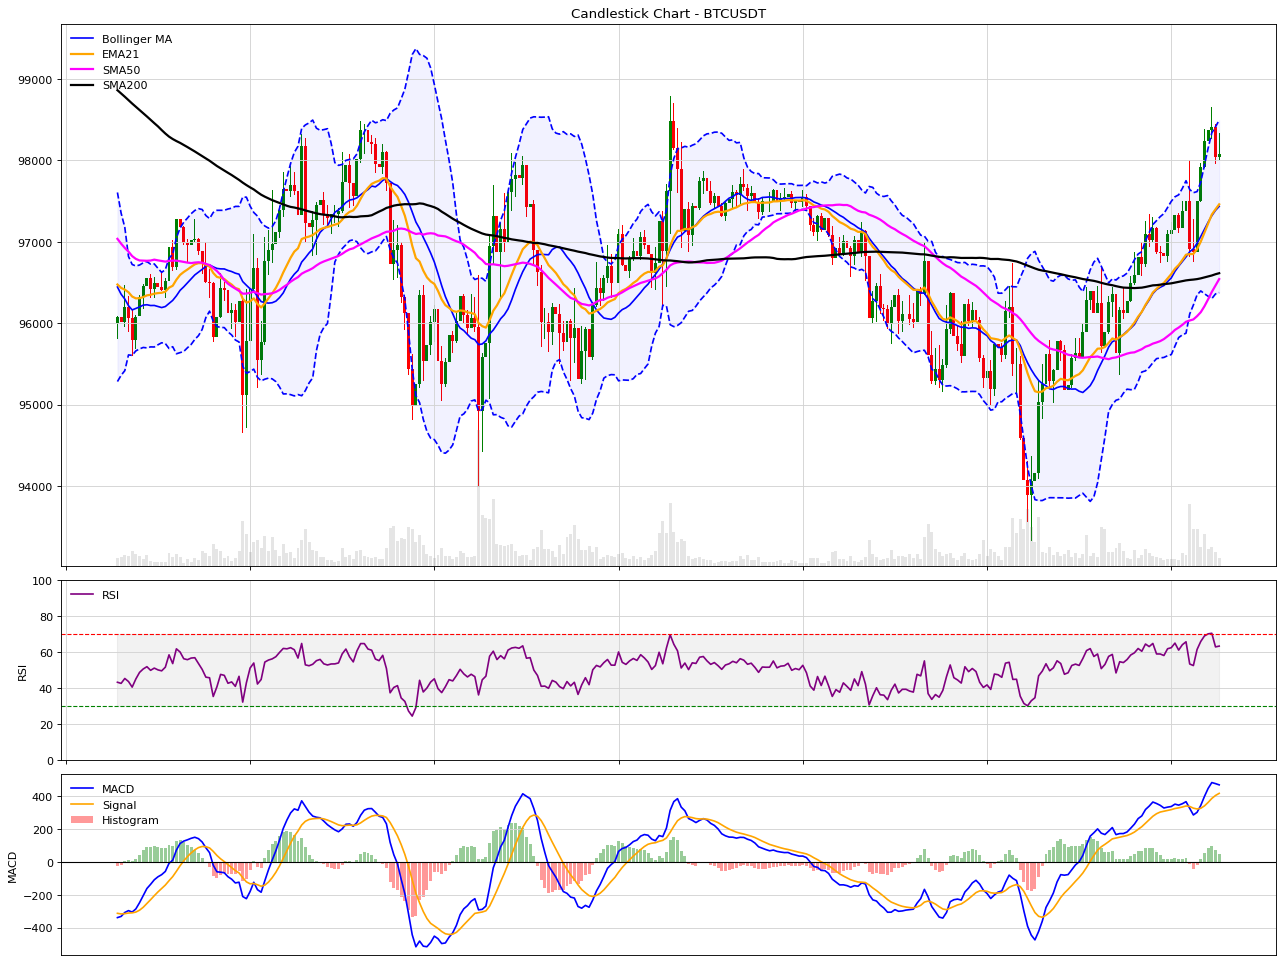 Candlestick Chart - BTCUSDT
Bollinger MA
EMA21
SMA50
SMA200
99000
98000
97000
96000
95000
94000
RSI
100
80
60
40
20
0
RSI
MACD
Signal
Histogram
400
200
0
−200
−400
MACD